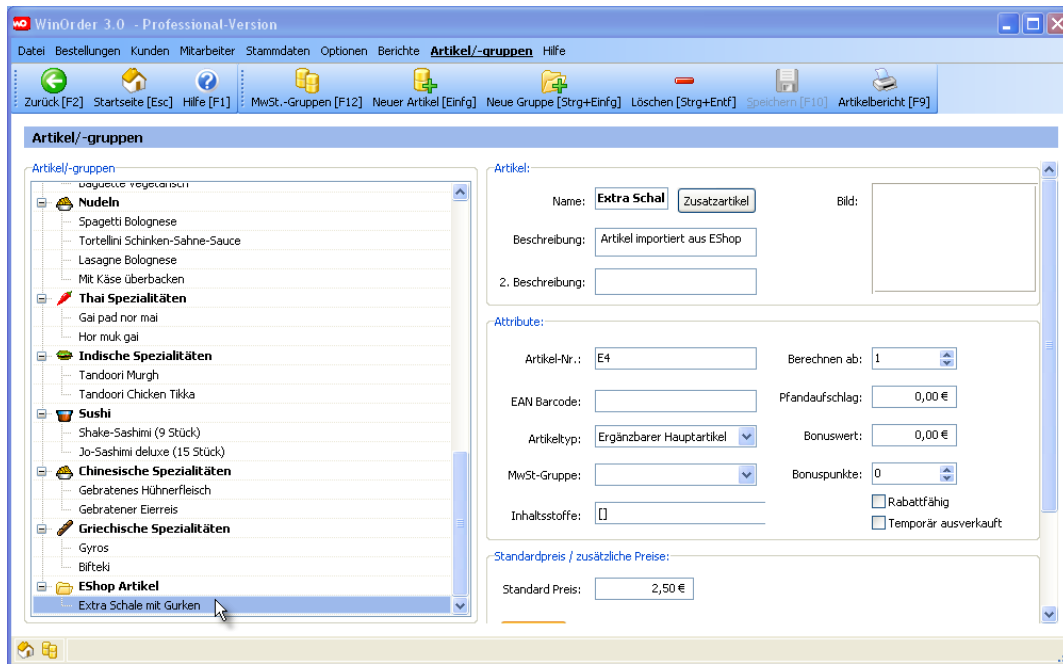 WinOrder 3.0 - Professional-Version
Datei Bestellungen Kunden Mitarbeiter Stammdaten Optionen Berichte Artikel/-gruppen Hilfe
Zurück [F2] Startseite [Esc] Hilfe [F1] MwSt.-Gruppen [F12] Neuer Artikel [Einfg] Neue Gruppe [Strg+Einfg] Löschen [Strg+Entf] Speichern [F10] Artikelbericht [F9]
Artikel/-gruppen
Artikel/-gruppen
Baguette Vegetarisch
Nudeln
Spagetti Bolognese
Tortellini Schinken-Sahne-Sauce
Lasagne Bolognese
Mit Käse überbacken
Thai Spezialitäten
Gai pad nor mai
Hor muk gai
Indische Spezialitäten
Tandoori Murgh
Tandoori Chicken Tikka
Sushi
Shake-Sashimi (9 Stück)
Jo-Sashimi deluxe (15 Stück)
Chinesische Spezialitäten
Gebratenes Hühnerfleisch
Gebratener Eierreis
Griechische Spezialitäten
Gyros
Bifteki
EShop Artikel
Extra Schale mit Gurken
Artikel:
Name: Extra Schal Zusatzartikel Bild:
Beschreibung: Artikel importiert aus EShop
2. Beschreibung:
Attribute:
Artikel-Nr.: E4 Berechnen ab: 1
EAN Barcode: Pfandaufschlag: 0,00 €
Artikeltyp: Ergänzbarer Hauptartikel Bonuswert: 0,00 €
MwSt-Gruppe: Bonuspunkte: 0
Rabattfähig
Inhaltsstoffe: []
Temporär ausverkauft
Standardpreis / zusätzliche Preise:
Standard Preis: 2,50 €